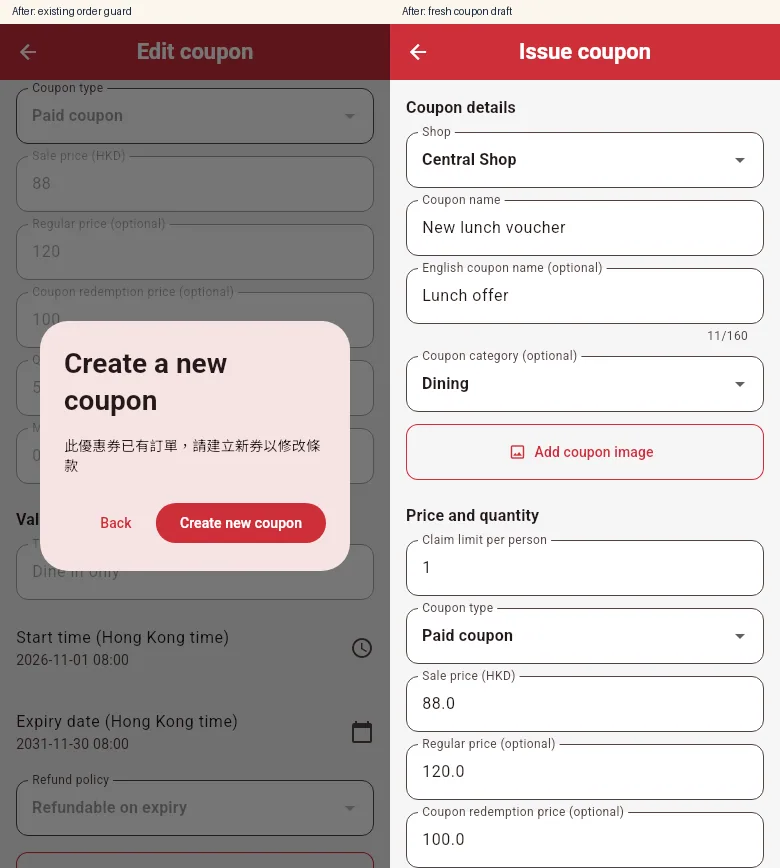 After: existing order guard
Edit coupon
Coupon type
Paid coupon
Sale price (HKD)
88
Regular price (optional)
120
Coupon redemption price (optional)
100
Create a new
coupon
此優惠券已有訂單，請建立新券以修改條
款
Back
Create new coupon
Dine in only
Start time (Hong Kong time)
2026-11-01 08:00
Expiry date (Hong Kong time)
2031-11-30 08:00
Refund policy
Refundable on expiry
After: fresh coupon draft
Issue coupon
Coupon details
Shop
Central Shop
Coupon name
New lunch voucher
English coupon name (optional)
Lunch offer
11/160
Coupon category (optional)
Dining
Add coupon image
Price and quantity
Claim limit per person
1
Coupon type
Paid coupon
Sale price (HKD)
88.0
Regular price (optional)
120.0
Coupon redemption price (optional)
100.0